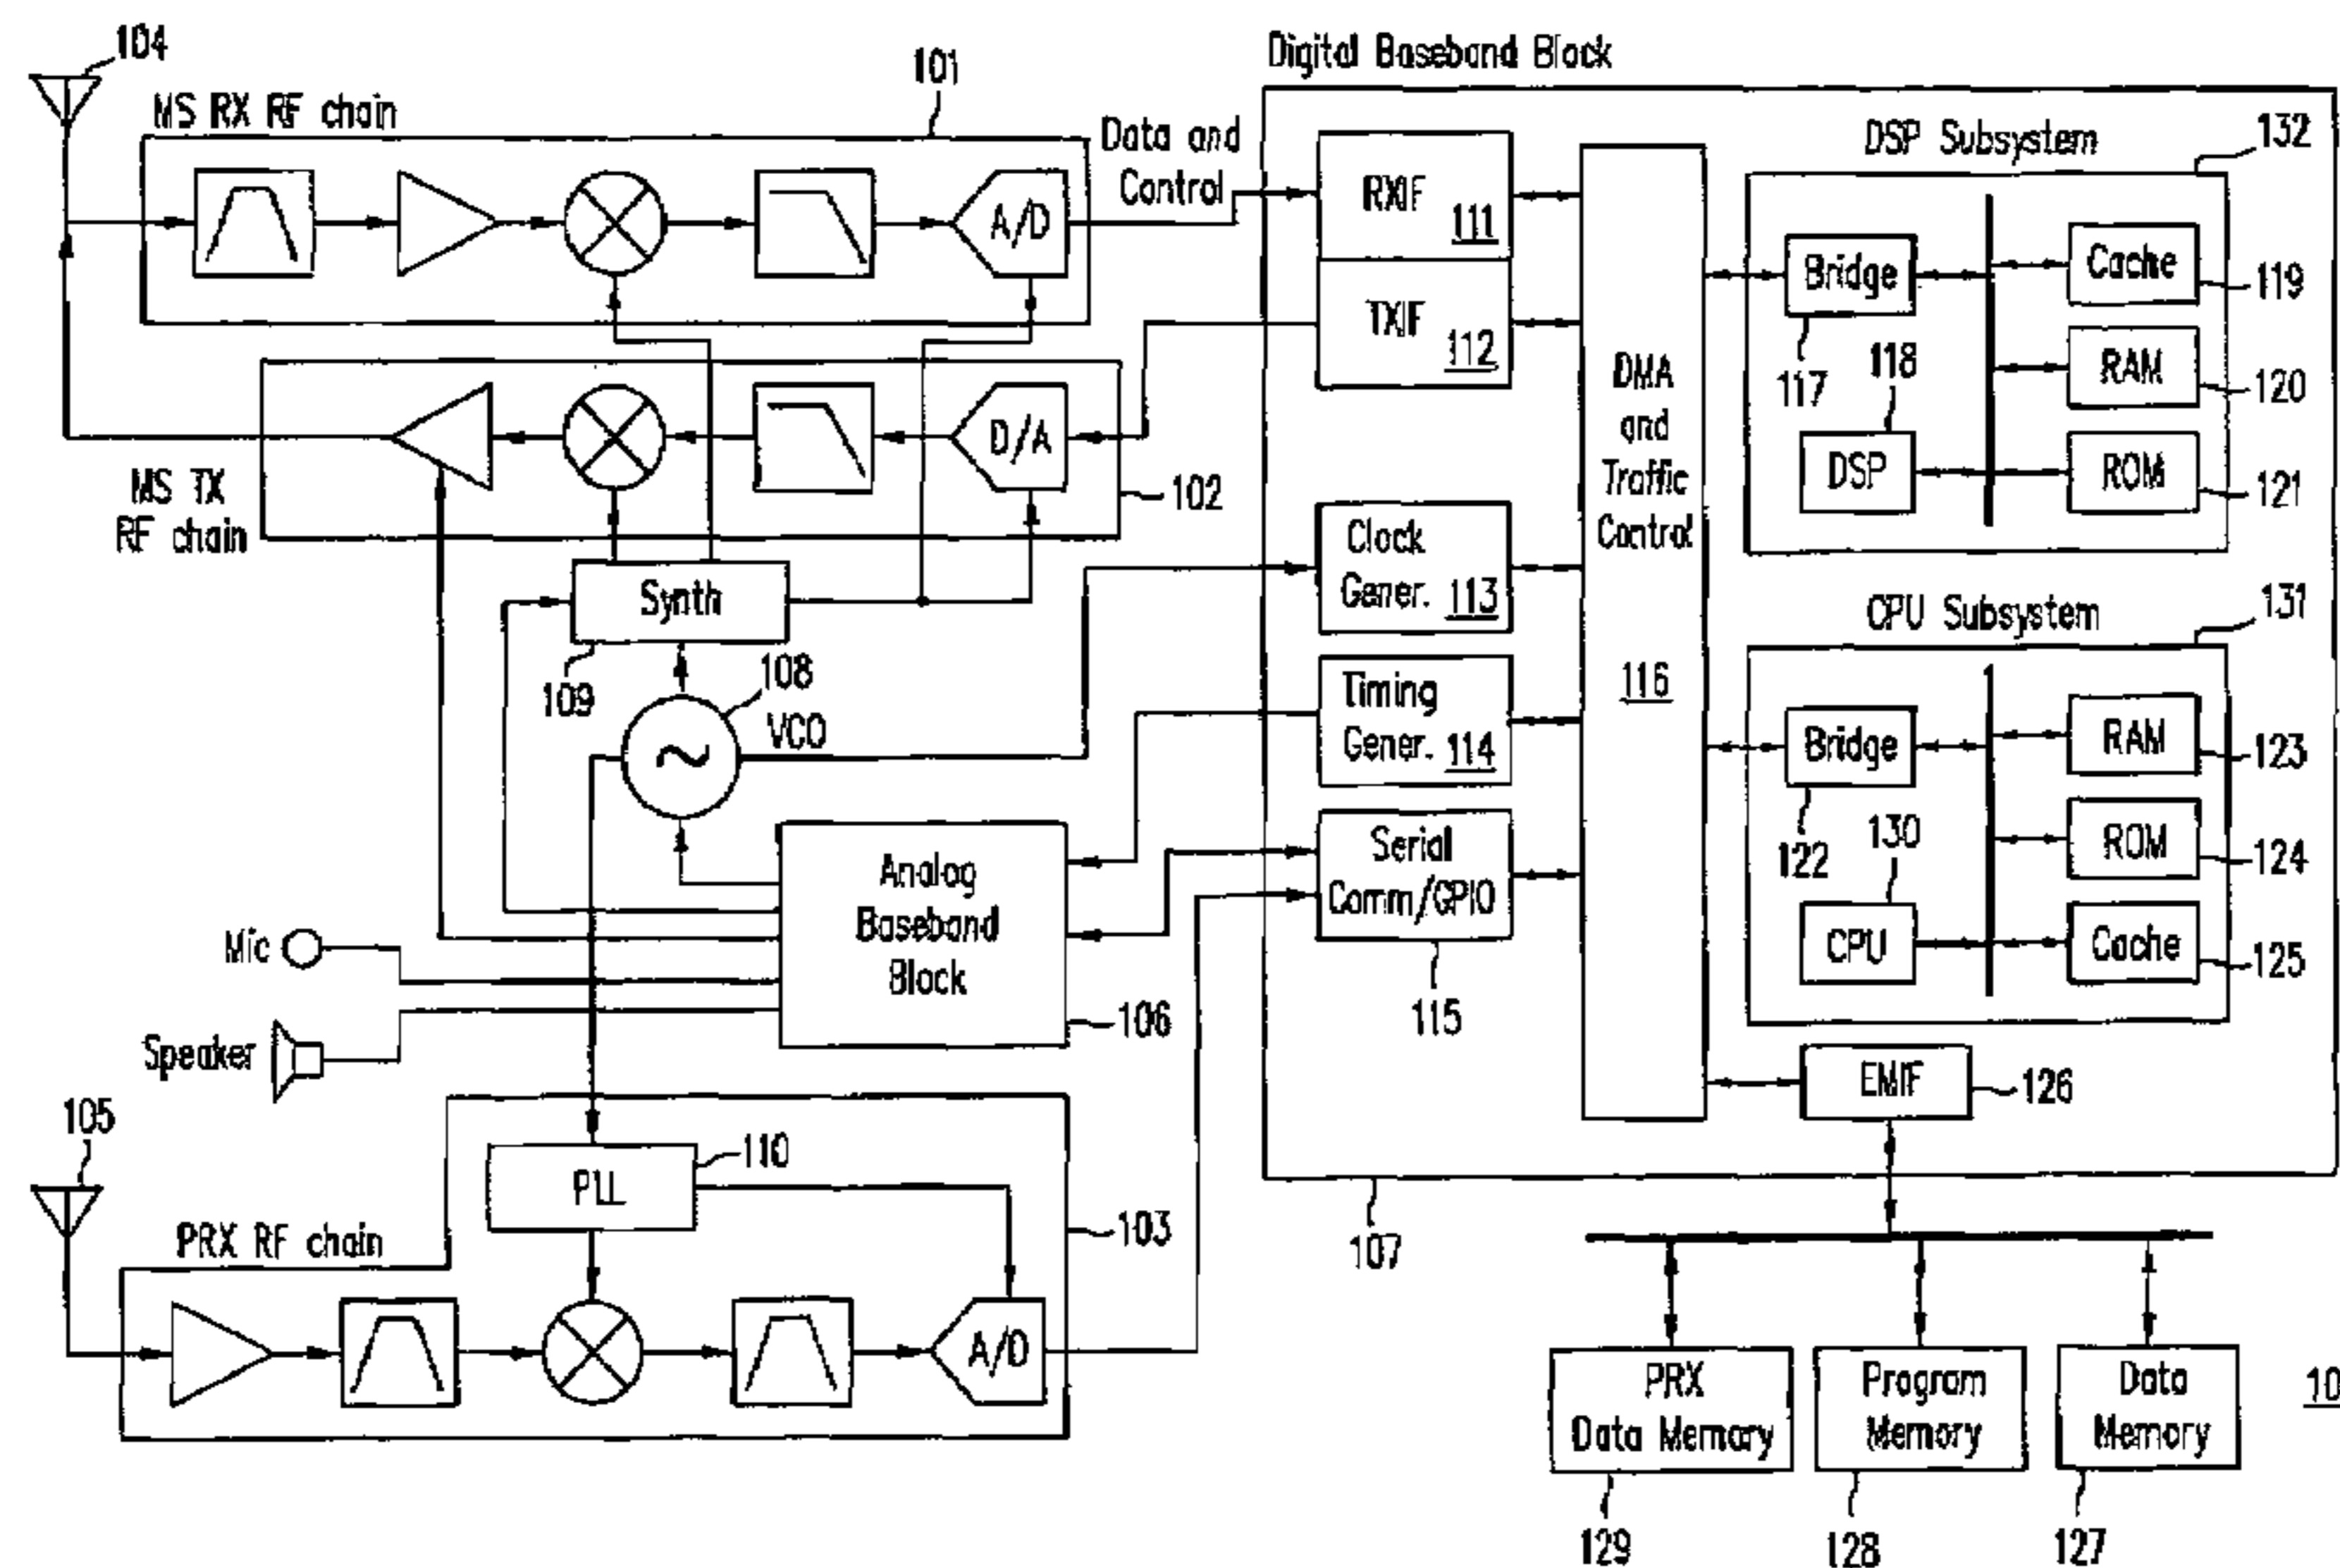 104
101
Digital Baseband Block
MS RX RF chain
Data and
Control
DSP Subsystem
132
A/D
RXIF
111
Bridge
Cache
119
TXIF
112
DMA
and
Traffic
Control
116
117
118
RAM
120
D/A
DSP
ROM
121
MS TX
RF chain
102
Clock
Gener. 113
Synth
109
108
VCO
CPU Subsystem
131
Timing
Gener. 114
Bridge
RAM
123
122
130
ROM
124
Analog
Baseband
Block
Serial
Comm/GPIO
CPU
Cache
125
Mic
106
115
Speaker
EMIF
126
105
PLL
110
PRX RF chain
103
107
A/D
PRX
Data Memory
Program
Memory
Data
Memory
10
129
128
127